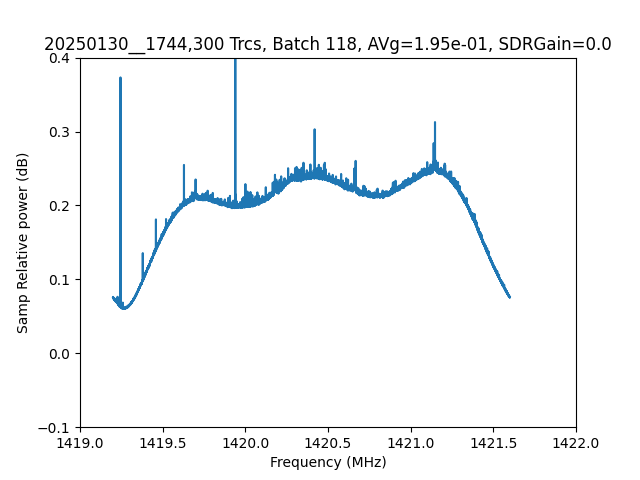 20250130__1744,300 Trcs, Batch 118, AVg=1.95e-01, SDRGain=0.0
0.4
0.3
0.2
0.1
0.0
−0.1
Samp Relative power (dB)
1419.0 1419.5 1420.0 1420.5 1421.0 1421.5 1422.0
Frequency (MHz)